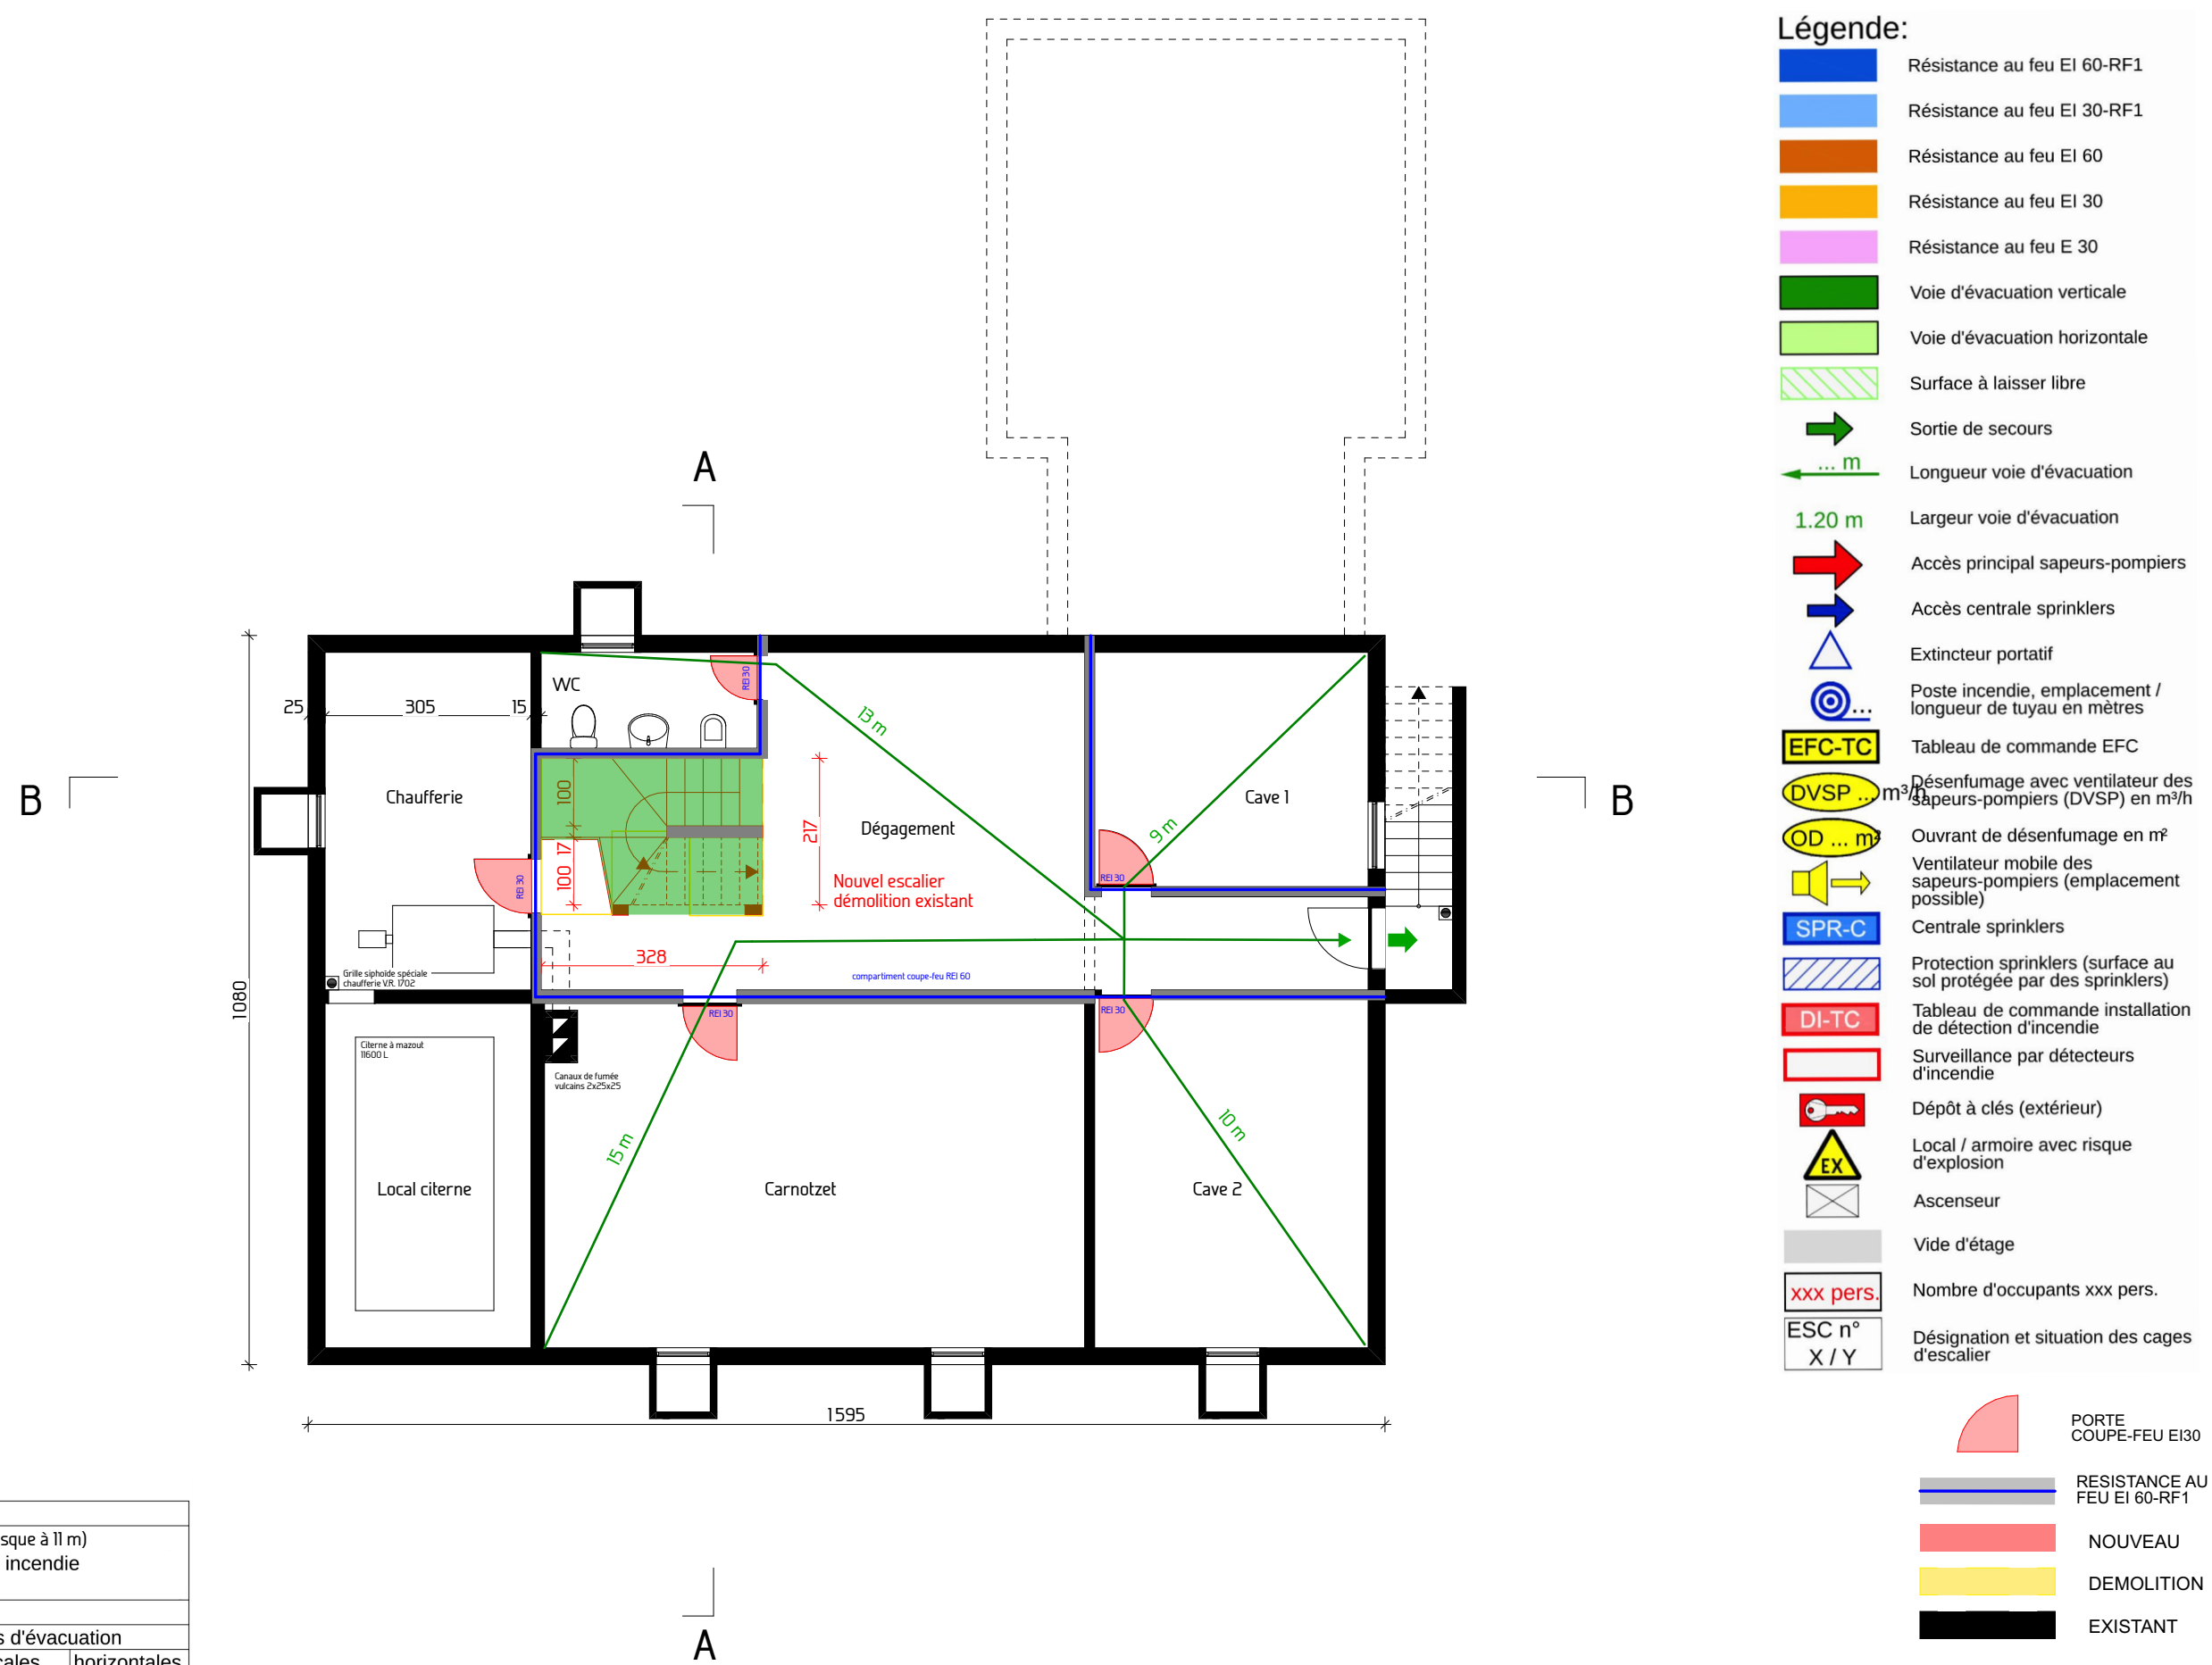 A
B
B
WC
REI 30
13 m
25
305
15
Chaufferie
100
217
Dégagement
Cave 1
9 m
17
100
REI 30
REI 30
Nouvel escalier
démolition existant
328
compartiment coupe-feu REI 60
Grille siphoïde spéciale
chaufferie V.R. 1702
REI 30
REI 30
1080
Citerne à mazout
11600 L
Canaux de fumée
vulcains 2x25x25
15 m
10 m
Local citerne
Carnotzet
Cave 2
1595
A
sque à 11 m)
incendie
s d'évacuation
cales
horizontales
Légende:
Résistance au feu EI 60-RF1
Résistance au feu EI 30-RF1
Résistance au feu EI 60
Résistance au feu EI 30
Résistance au feu E 30
Voie d'évacuation verticale
Voie d'évacuation horizontale
Surface à laisser libre
Sortie de secours
... m
Longueur voie d'évacuation
1.20 m
Largeur voie d'évacuation
Accès principal sapeurs-pompiers
Accès centrale sprinklers
Extincteur portatif
...
Poste incendie, emplacement /
longueur de tuyau en mètres
EFC-TC
Tableau de commande EFC
DVSP ... m³/h
Désenfumage avec ventilateur des
sapeurs-pompiers (DVSP) en m³/h
OD ... m²
Ouvrant de désenfumage en m²
Ventilateur mobile des
sapeurs-pompiers (emplacement
possible)
SPR-C
Centrale sprinklers
Protection sprinklers (surface au
sol protégée par des sprinklers)
DI-TC
Tableau de commande installation
de détection d'incendie
Surveillance par détecteurs
d'incendie
Dépôt à clés (extérieur)
EX
Local / armoire avec risque
d'explosion
Ascenseur
Vide d'étage
xxx pers.
Nombre d'occupants xxx pers.
ESC n°
X / Y
Désignation et situation des cages
d'escalier
PORTE
COUPE-FEU EI30
RESISTANCE AU
FEU EI 60-RF1
NOUVEAU
DEMOLITION
EXISTANT